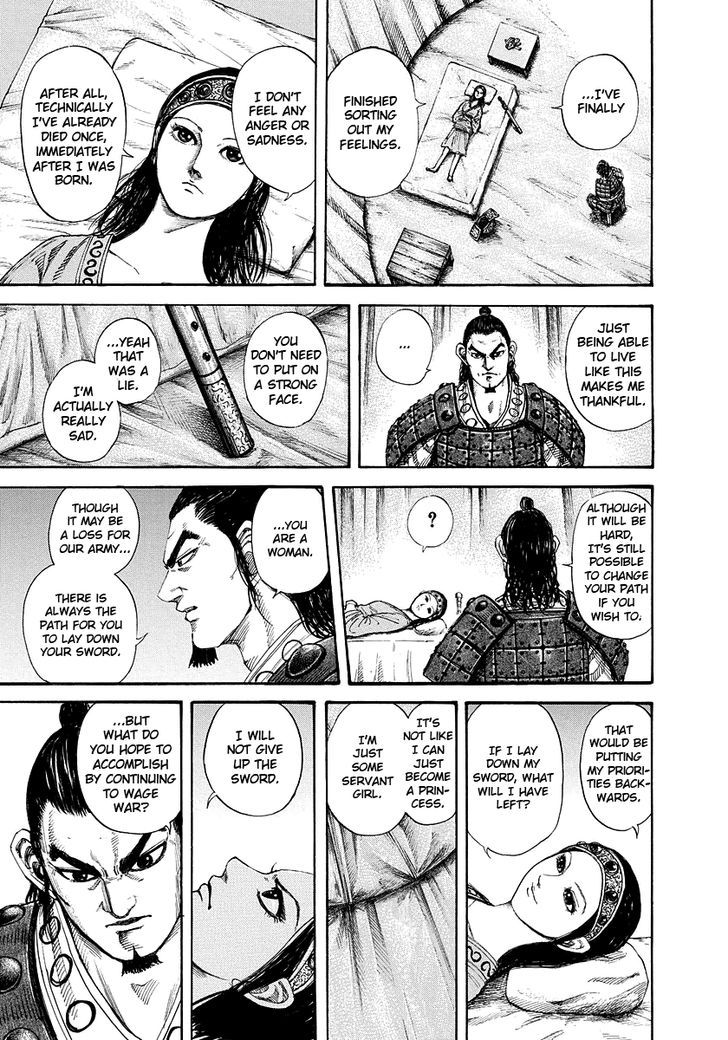 ...I'VE
FINALLY
FINISHED
SORTING
OUT MY
FEELINGS.
I DON'T
FEEL ANY
ANGER OR
SADNESS.
AFTER ALL,
TECHNICALLY
I'VE ALREADY
DIED ONCE,
IMMEDIATELY
AFTER I WAS
BORN.
JUST
BEING ABLE
TO LIVE
LIKE THIS
MAKES ME
THANKFUL.
...
YOU
DON'T NEED
TO PUT ON
A STRONG
FACE.
...YEAH
THAT WAS
A LIE.
I'M
ACTUALLY
REALLY
SAD.
ALTHOUGH
IT WILL BE
HARD,
IT'S STILL
POSSIBLE
TO CHANGE
YOUR PATH
IF YOU
WISH TO.
?
...YOU
ARE A
WOMAN.
THOUGH
IT MAY BE
A LOSS FOR
OUR ARMY...
THERE IS
ALWAYS THE
PATH FOR YOU
TO LAY DOWN
YOUR SWORD.
THAT
WOULD BE
PUTTING
MY PRIORI-
TIES BACK-
WARDS.
IF I LAY
DOWN MY
SWORD, WHAT
WILL I HAVE
LEFT?
IT'S
NOT LIKE
I CAN
JUST
BECOME
A PRIN-
CESS.
I'M
JUST
SOME
SERVANT
GIRL.
I WILL
NOT GIVE
UP THE
SWORD.
...BUT
WHAT DO
YOU HOPE TO
ACCOMPLISH
BY CONTINUING
TO WAGE
WAR?